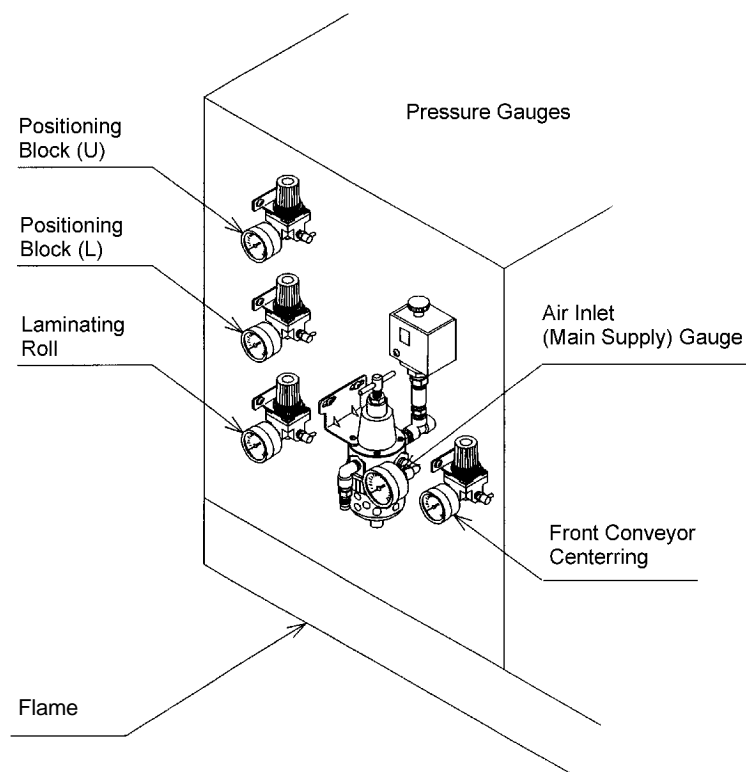 Pressure Gauges
Positioning
Block (U)
Positioning
Block (L)
Laminating
Roll
Air Inlet
(Main Supply) Gauge
Front Conveyor
Centerring
Flame